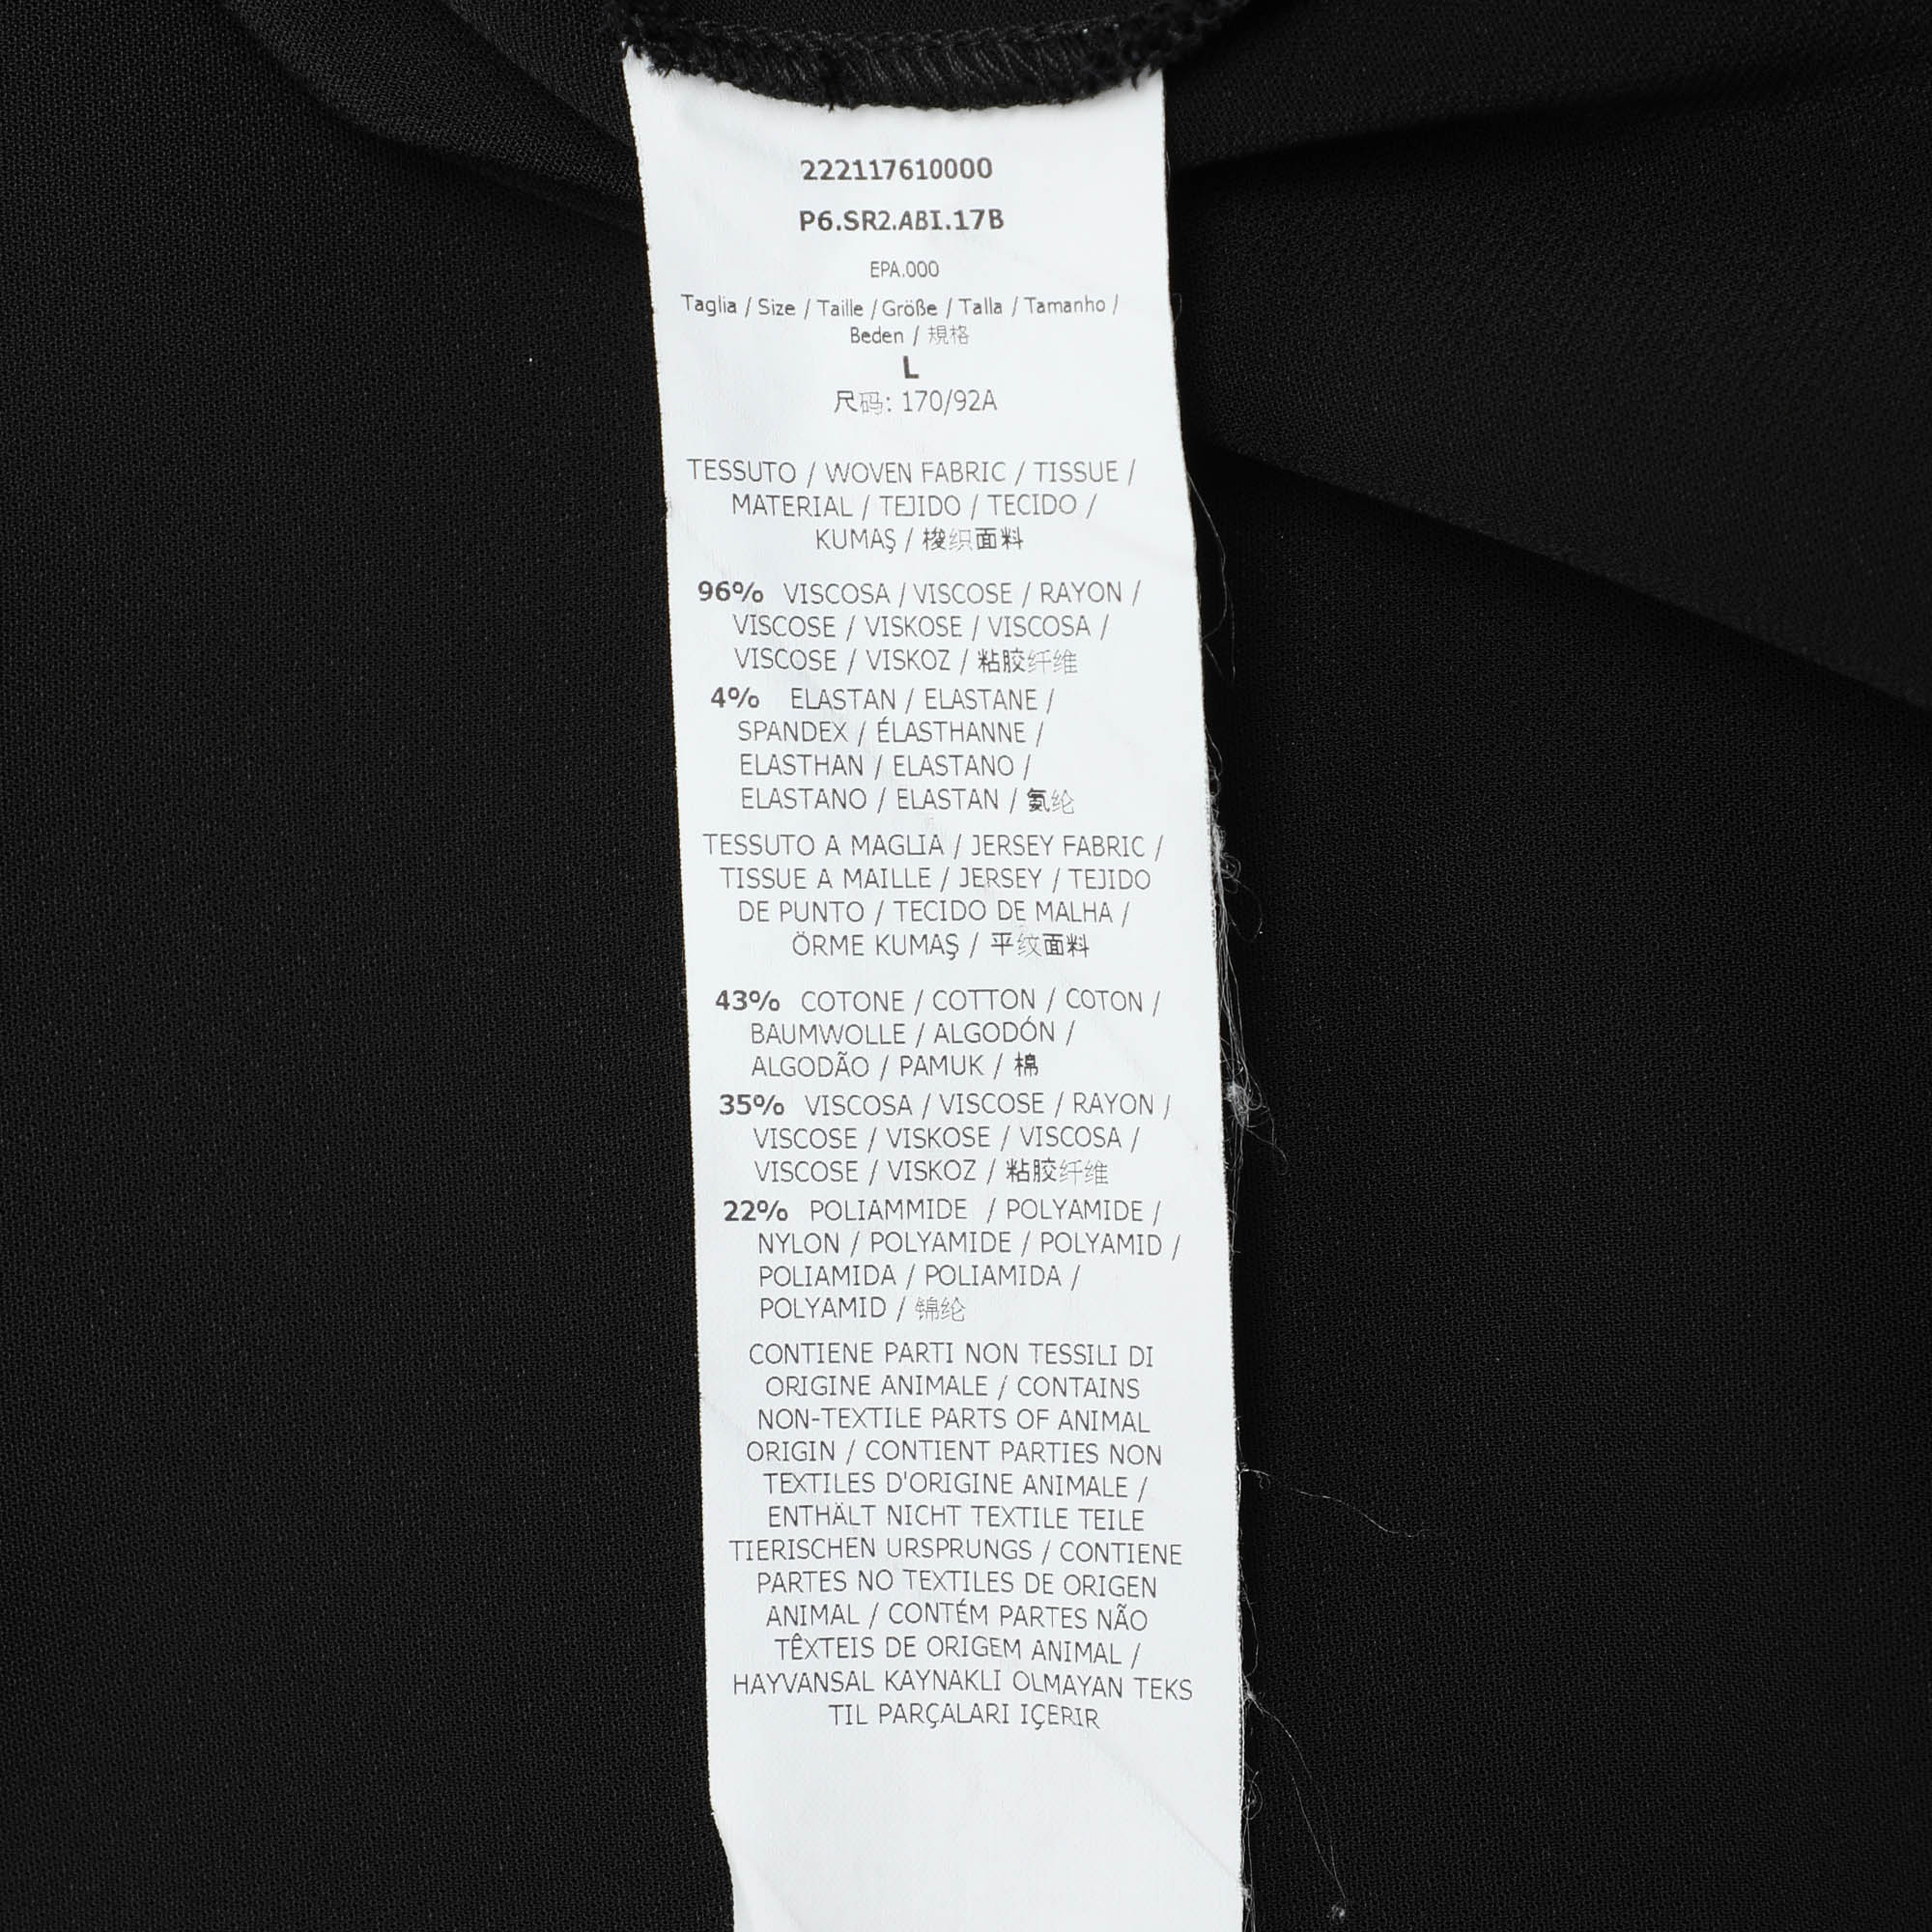 222117610000
P6.SR2.ABI.17B
EPA.000
Taglia / Size / Taille / Größe / Talla / Tamanho /
Beden / 規格
L
尺码: 170/92A
TESSUTO / WOVEN FABRIC / TISSUE /
MATERIAL / TEJIDO / TECIDO /
KUMAŞ / 梭织面料
96% VISCOSA / VISCOSE / RAYON /
VISCOSE / VISKOSE / VISCOSA /
VISCOSE / VISKOZ / 粘胶纤维
4% ELASTAN / ELASTANE /
SPANDEX / ÉLASTHANNE /
ELASTHAN / ELASTANO /
ELASTANO / ELASTAN / 氨纶
TESSUTO A MAGLIA / JERSEY FABRIC /
TISSUE A MAILLE / JERSEY / TEJIDO
DE PUNTO / TECIDO DE MALHA /
ÖRME KUMAŞ / 平纹面料
43% COTONE / COTTON / COTON /
BAUMWOLLE / ALGODÓN /
ALGODÃO / PAMUK / 棉
35% VISCOSA / VISCOSE / RAYON /
VISCOSE / VISKOSE / VISCOSA /
VISCOSE / VISKOZ / 粘胶纤维
22% POLIAMMIDE / POLYAMIDE /
NYLON / POLYAMIDE / POLYAMID /
POLIAMIDA / POLIAMIDA /
POLYAMID / 锦纶
CONTIENE PARTI NON TESSILI DI
ORIGINE ANIMALE / CONTAINS
NON-TEXTILE PARTS OF ANIMAL
ORIGIN / CONTIENT PARTIES NON
TEXTILES D'ORIGINE ANIMALE /
ENTHÄLT NICHT TEXTILE TEILE
TIERISCHEN URSPRUNGS / CONTIENE
PARTES NO TEXTILES DE ORIGEN
ANIMAL / CONTÉM PARTES NÃO
TÊXTEIS DE ORIGEM ANIMAL /
HAYVANSAL KAYNAKLI OLMAYAN TEKS
TIL PARÇALARI IÇERIR